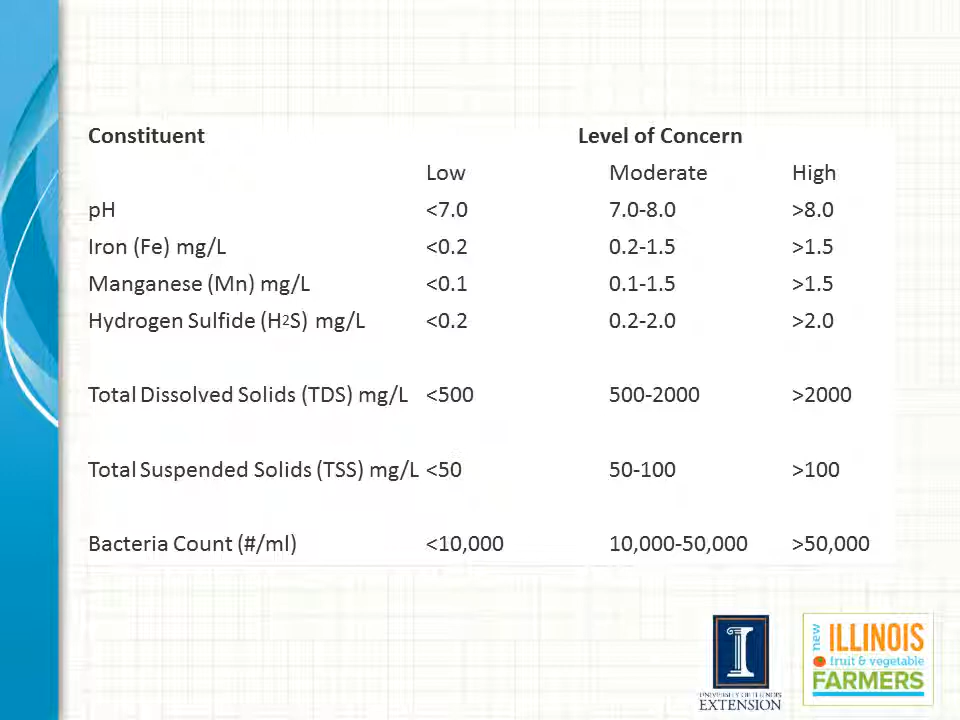 Constituent Level of Concern
Low Moderate High
pH <7.0 7.0-8.0 >8.0
Iron (Fe) mg/L <0.2 0.2-1.5 >1.5
Manganese (Mn) mg/L <0.1 0.1-1.5 >1.5
Hydrogen Sulfide (H2S) mg/L <0.2 0.2-2.0 >2.0
Total Dissolved Solids (TDS) mg/L <500 500-2000 >2000
Total Suspended Solids (TSS) mg/L <50 50-100 >100
Bacteria Count (#/ml) <10,000 10,000-50,000 >50,000
I
UNIVERSITY OF ILLINOIS
EXTENSION
new
ILLINOIS
fruit & vegetable
FARMERS